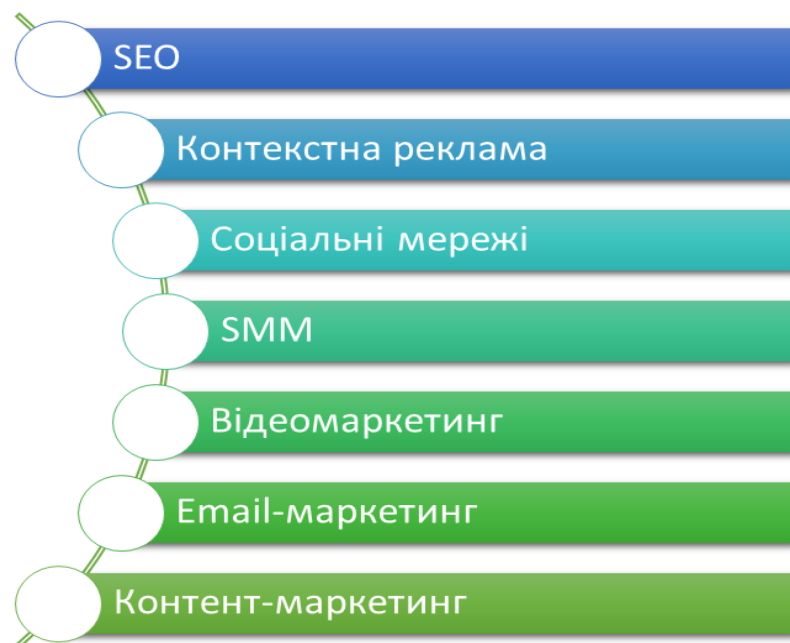 SEO
Контекстна реклама
Соціальні мережі
SMM
Відеомаркетинг
Email-маркетинг
Контент-маркетинг